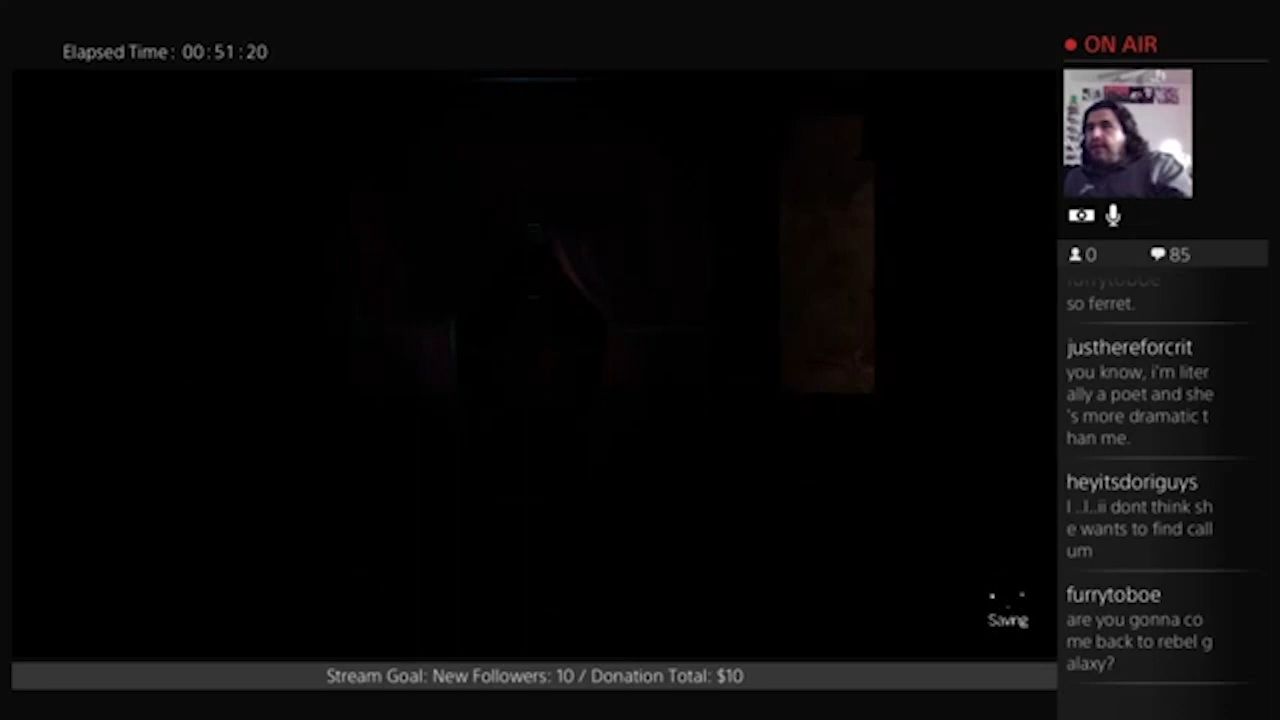 Elapsed Time: 00:51:20
ON AIR
0 85
furrytoboe
so ferret.
justhereforcrit
you know, i'm liter
ally a poet and she
's more dramatic t
han me.
heyitsdoriguys
I ..I..ii dont think sh
e wants to find call
um
furrytoboe
are you gonna co
me back to rebel g
alaxy?
Saving
Stream Goal: New Followers: 10 / Donation Total: $10